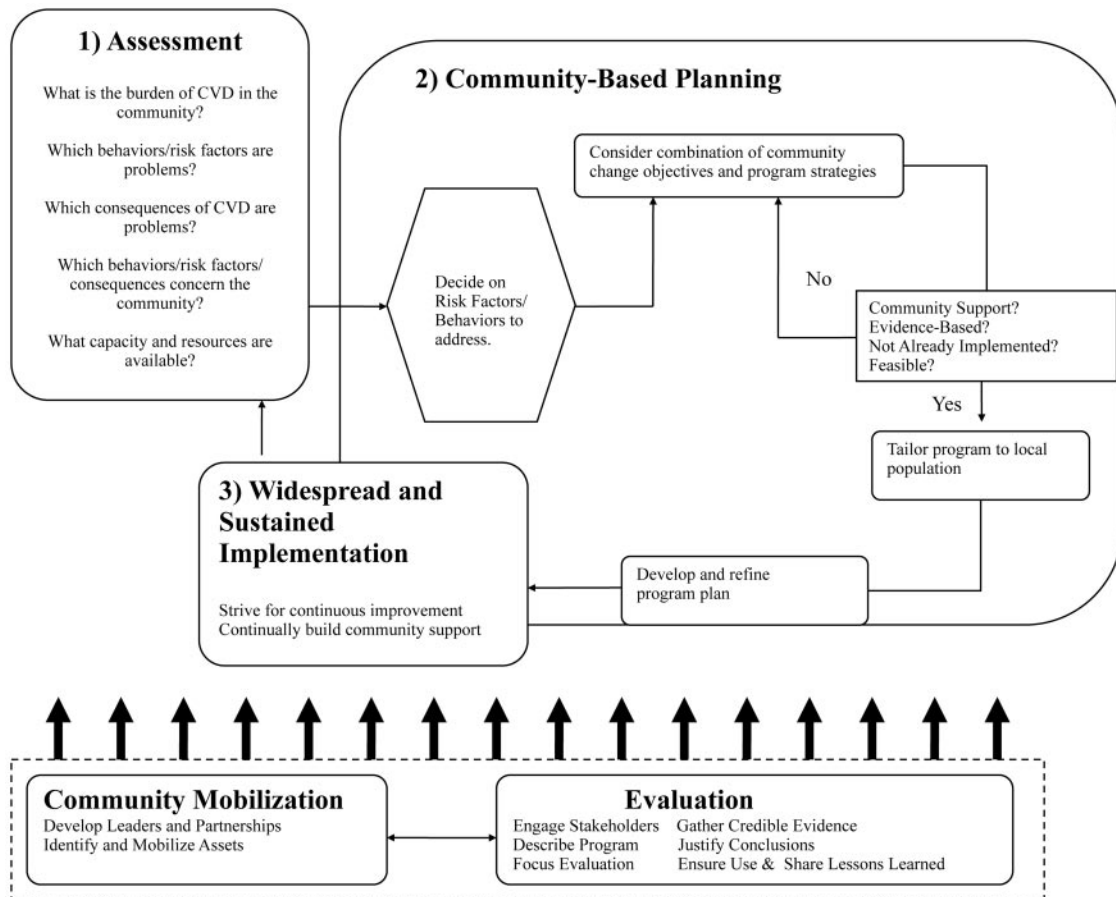 1) Assessment
What is the burden of CVD in the
community?
Which behaviors/risk factors are
problems?
Which consequences of CVD are
problems?
Which behaviors/risk factors/
consequences concern the
community?
What capacity and resources are
available?
2) Community-Based Planning
Consider combination of community
change objectives and program strategies
Decide on
Risk Factors/
Behaviors to
address.
No
Community Support?
Evidence-Based?
Not Already Implemented?
Feasible?
Yes
Tailor program to local
population
Develop and refine
program plan
3) Widespread and
Sustained
Implementation
Strive for continuous improvement
Continually build community support
Community Mobilization
Develop Leaders and Partnerships
Identify and Mobilize Assets
Evaluation
Engage Stakeholders Gather Credible Evidence
Describe Program Justify Conclusions
Focus Evaluation Ensure Use & Share Lessons Learned